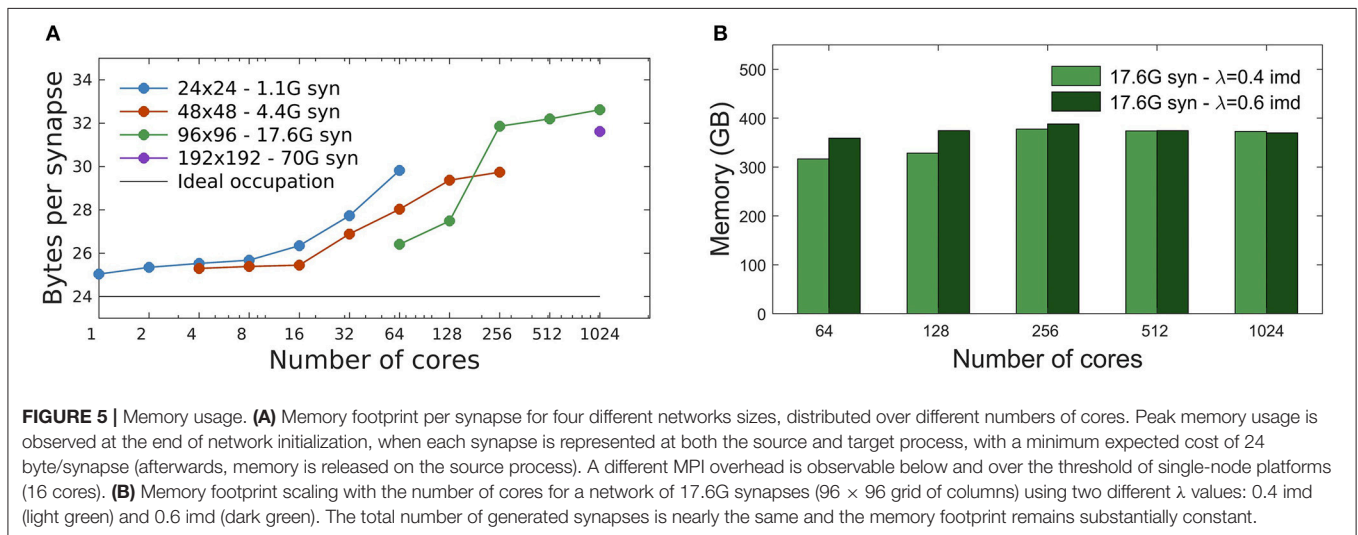 A
Bytes per synapse
34
32
30
28
26
24
24x24 - 1.1G syn
48x48 - 4.4G syn
96x96 - 17.6G syn
192x192 - 70G syn
Ideal occupation
1 2 4 8 16 32 64 128 256 512 1024
Number of cores
B
Memory (GB)
500
400
300
200
100
0
17.6G syn - λ=0.4 imd
17.6G syn - λ=0.6 imd
64 128 256 512 1024
Number of cores
FIGURE 5 | Memory usage. (A) Memory footprint per synapse for four different networks sizes, distributed over different numbers of cores. Peak memory usage is
observed at the end of network initialization, when each synapse is represented at both the source and target process, with a minimum expected cost of 24
byte/synapse (afterwards, memory is released on the source process). A different MPI overhead is observable below and over the threshold of single-node platforms
(16 cores). (B) Memory footprint scaling with the number of cores for a network of 17.6G synapses (96 × 96 grid of columns) using two different λ values: 0.4 imd
(light green) and 0.6 imd (dark green). The total number of generated synapses is nearly the same and the memory footprint remains substantially constant.